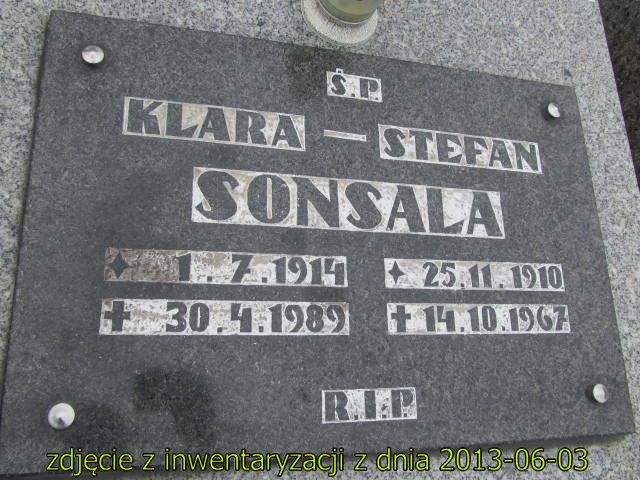 Ś.P.
KLARA — STEFAN
SONSALA
✦ 1.7.1914 ✦ 25.11.1910
✝ 30.4.1989 ✝ 14.10.1967
R.I.P.
zdjęcie z inwentaryzacji z dnia 2013-06-03